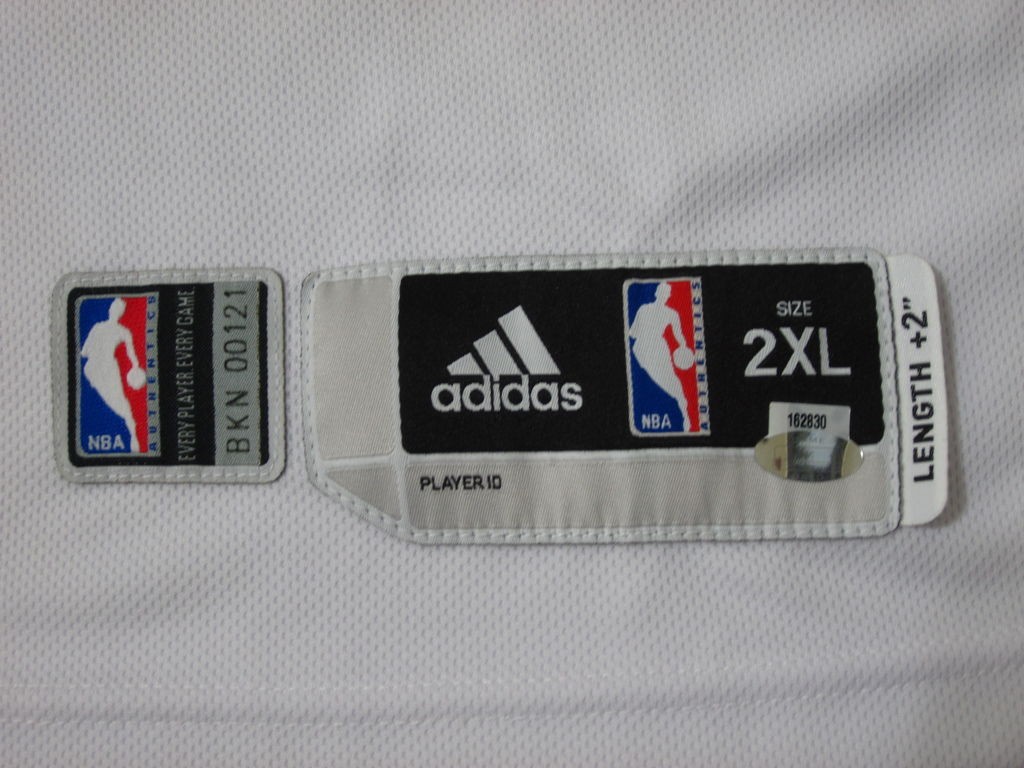 NBA
AUTHENTICS
EVERY PLAYER. EVERY GAME
BKN 00121
adidas
NBA
AUTHENTICS
SIZE
2XL
162830
PLAYER ID
LENGTH +2"